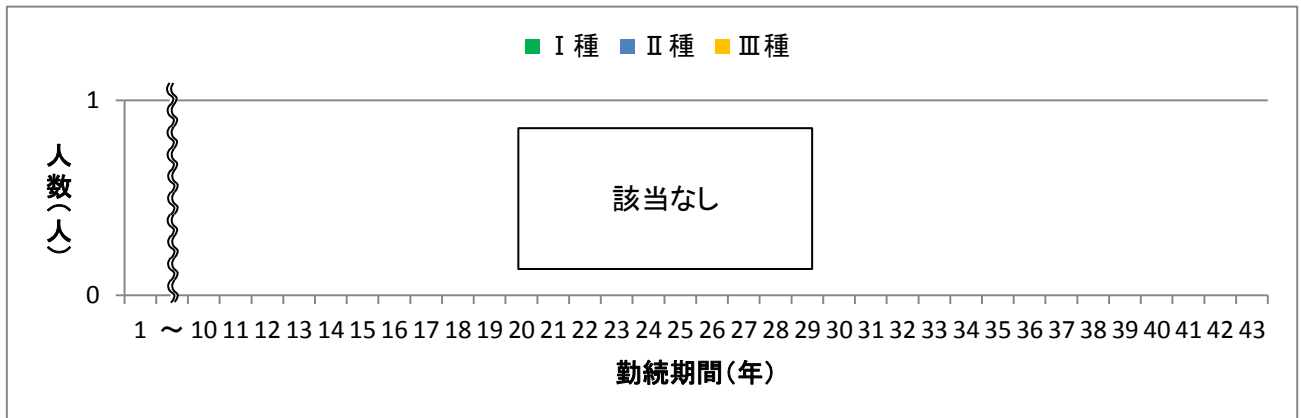 Ⅰ種 Ⅱ種 Ⅲ種
1
人数(人)
該当なし
0
1 ～ 10 11 12 13 14 15 16 17 18 19 20 21 22 23 24 25 26 27 28 29 30 31 32 33 34 35 36 37 38 39 40 41 42 43
勤続期間(年)